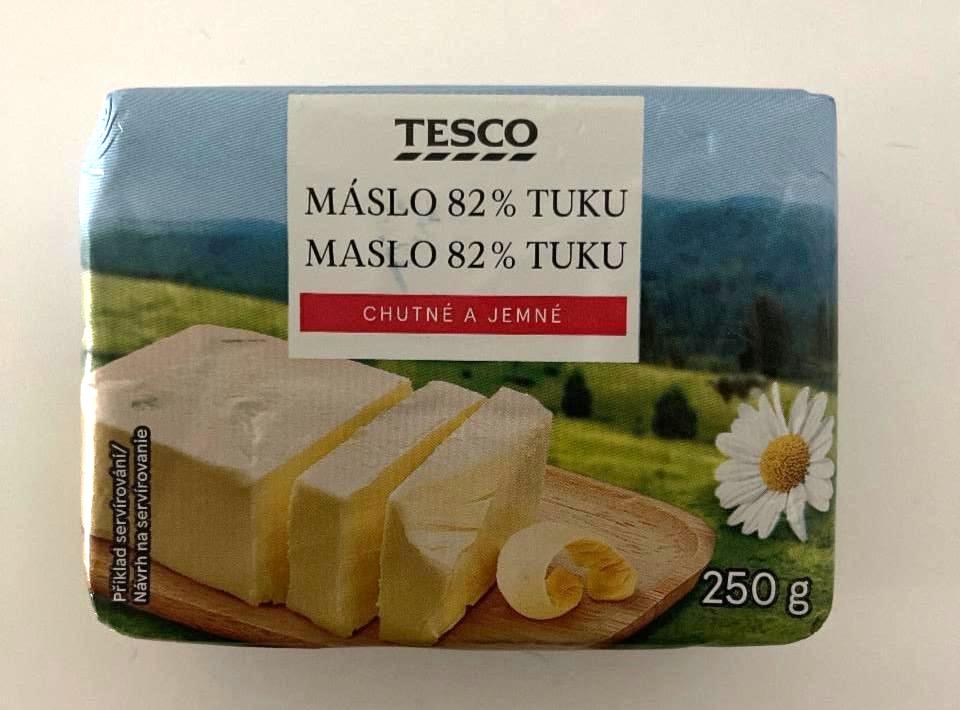 TESCO
MÁSLO 82% TUKU
MASLO 82% TUKU
CHUTNÉ A JEMNÉ
Příklad servírování/
Návrh na servírovanie
250 g